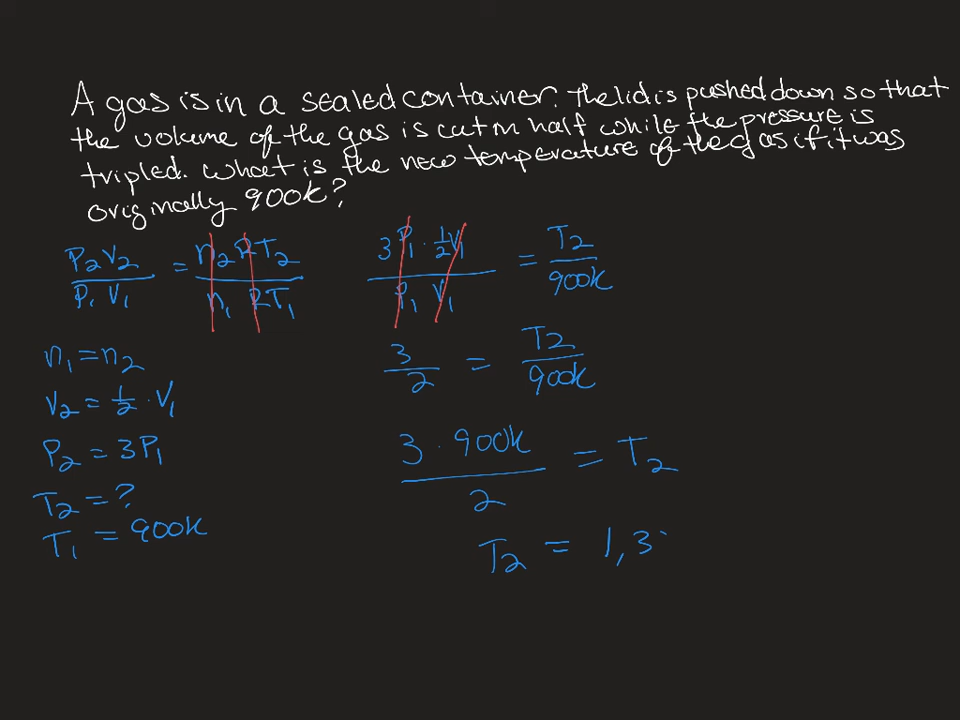 A gas is in a sealed container. The lid is pushed down so that
the volume of the gas is cut in half while the pressure is
tripled. What is the new temperature of the gas if it was
originally 900k?
P₂V₂ / P₁V₁ = n₂RT₂ / n₁RT₁
n₁ = n₂
V₂ = 1/2 · V₁
P₂ = 3P₁
T₂ = ?
T₁ = 900k
3P₁ · 1/2 V₁ / P₁ V₁ = T₂ / 900k
3/2 = T₂ / 900k
3 · 900k / 2 = T₂
T₂ = 1,3